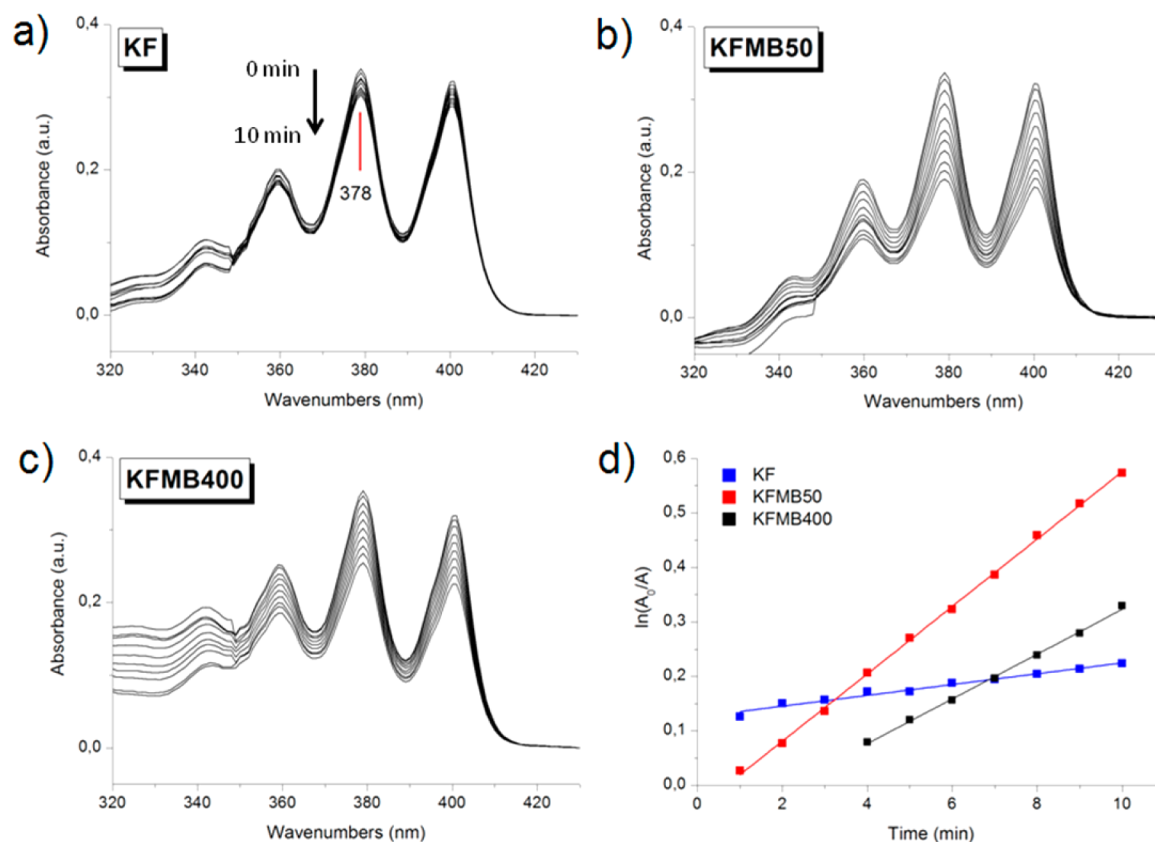 a)
KF
0 min
10 min
378
Absorbance (a.u.)
0,4
0,2
0,0
320 340 360 380 400 420
Wavenumbers (nm)
b)
KFMB50
Absorbance (a.u.)
0,4
0,2
0,0
320 340 360 380 400 420
Wavenumbers (nm)
c)
KFMB400
Absorbance (a.u.)
0,4
0,2
0,0
320 340 360 380 400 420
Wavenumbers (nm)
d)
KF
KFMB50
KFMB400
ln(A₀/A)
0,6
0,5
0,4
0,3
0,2
0,1
0,0
0 2 4 6 8 10
Time (min)